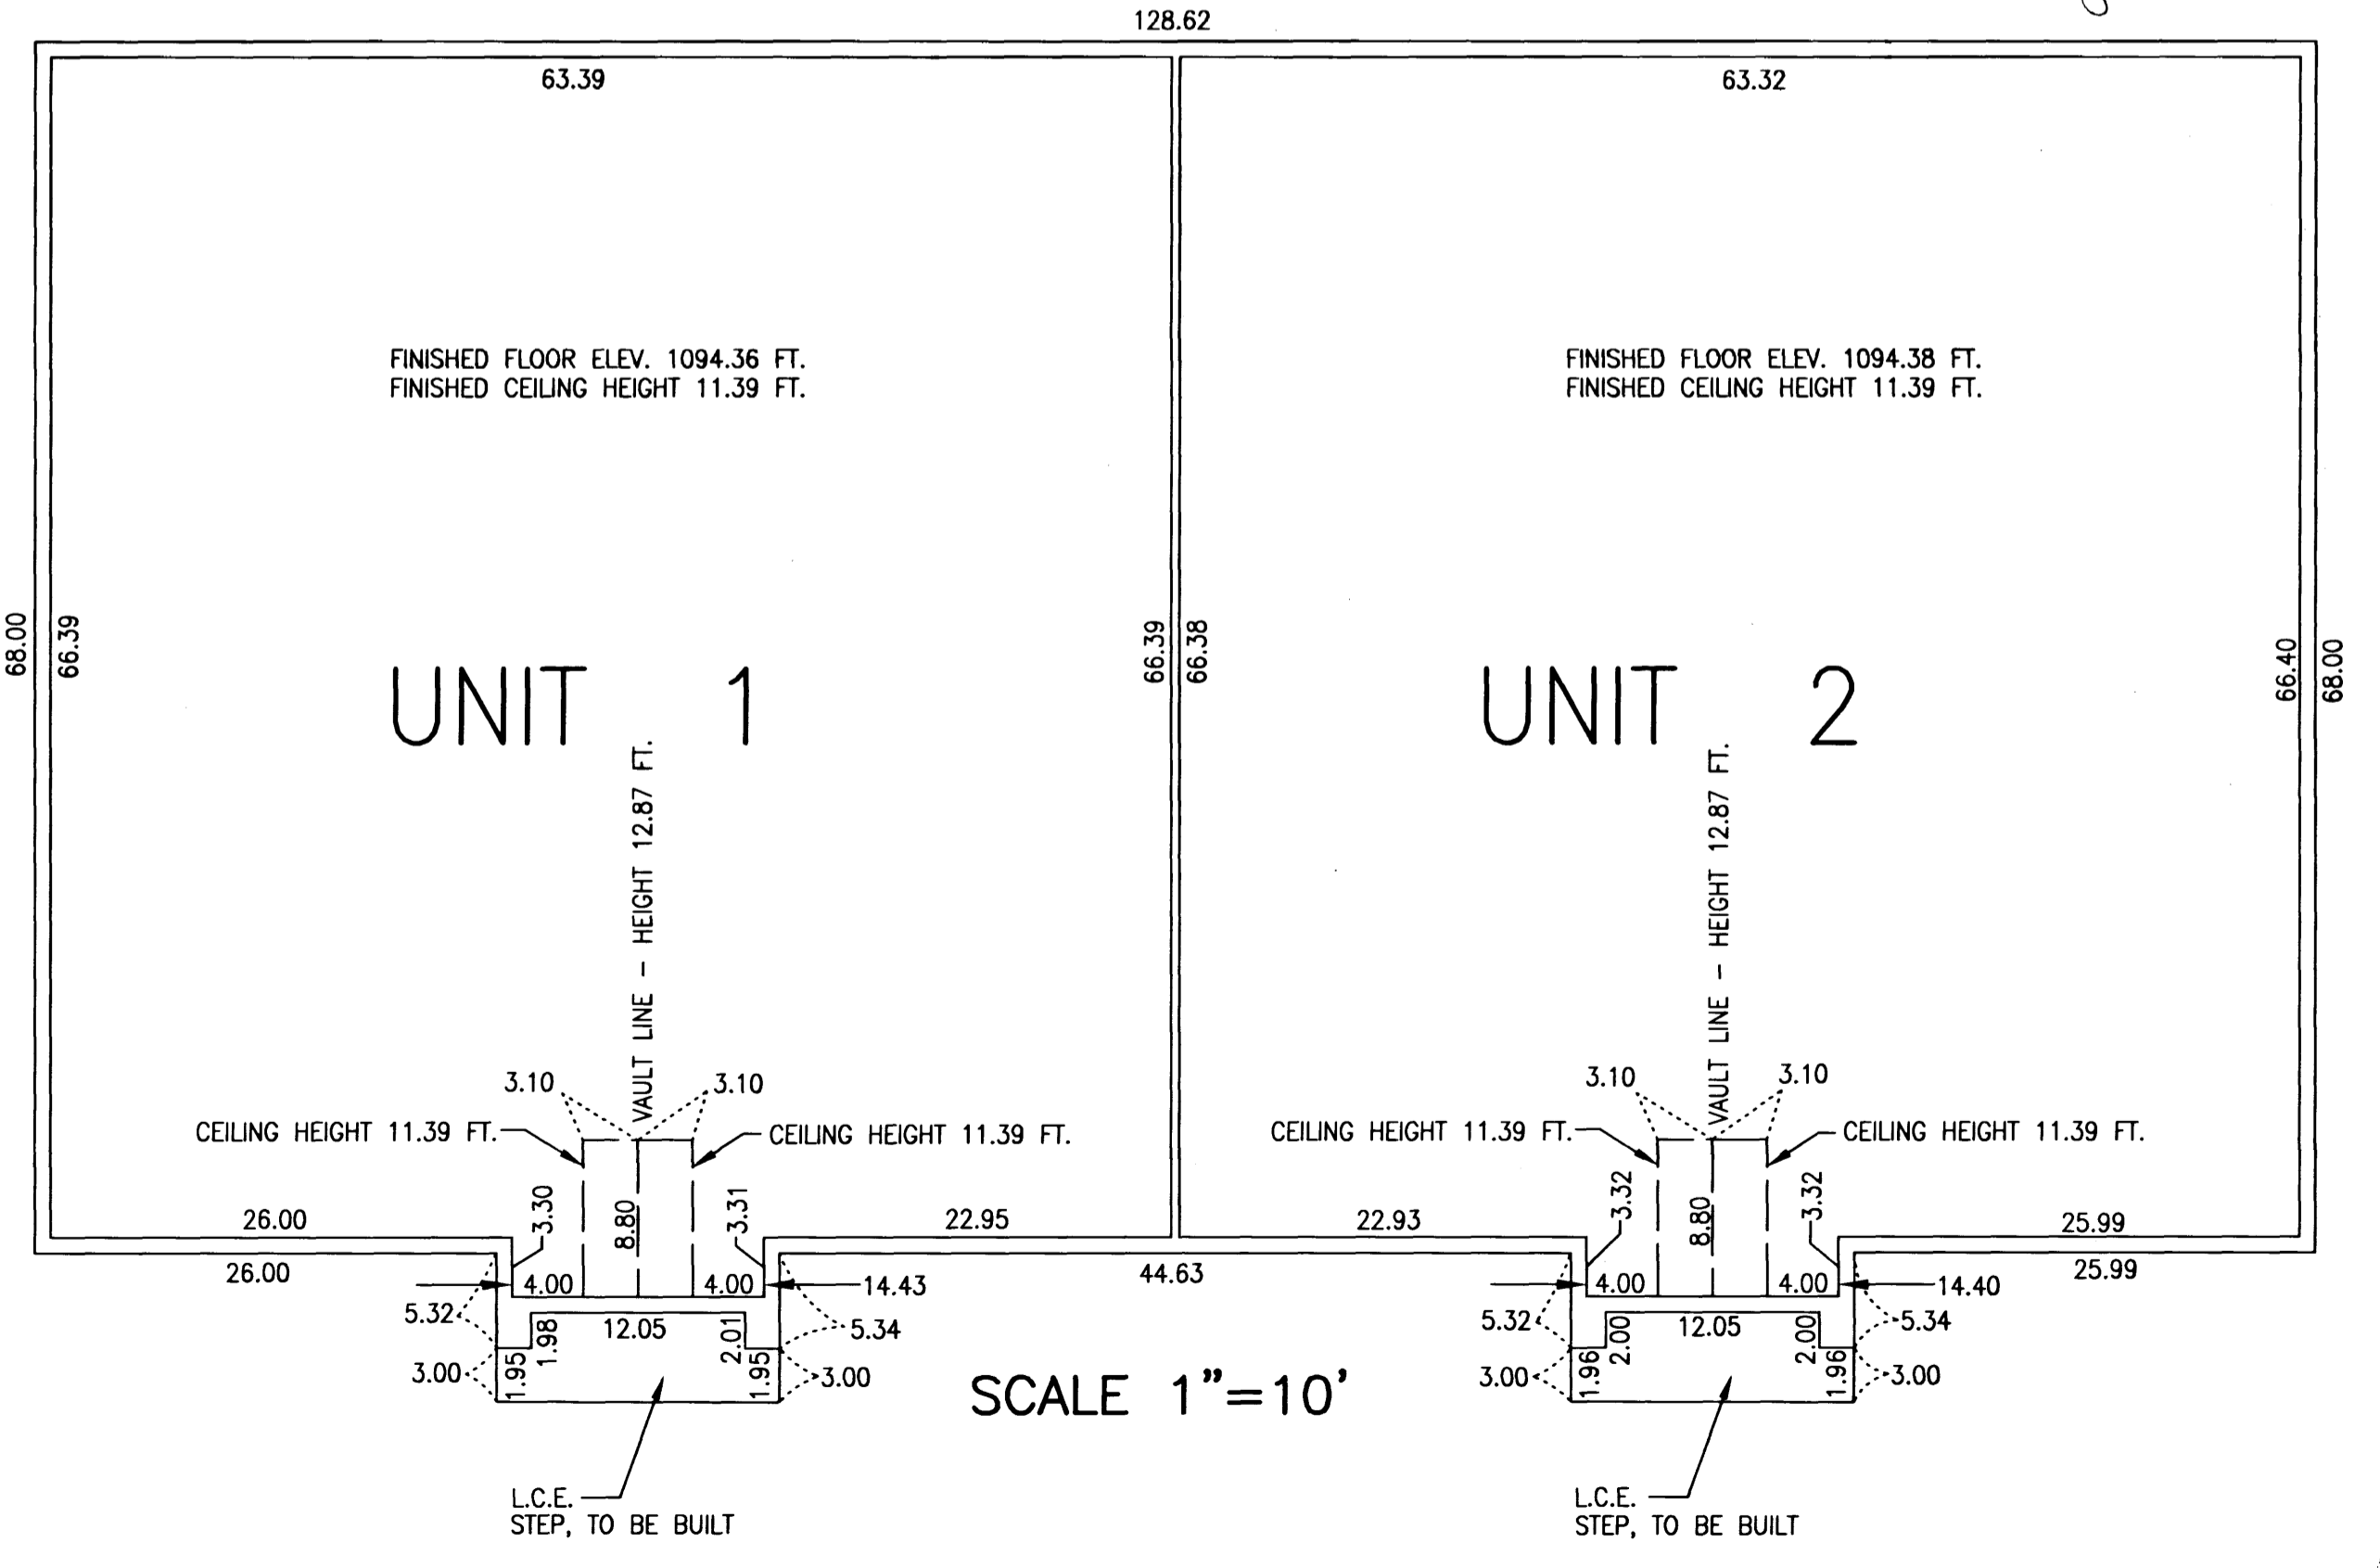 128.62
63.39
63.32
FINISHED FLOOR ELEV. 1094.36 FT.
FINISHED CEILING HEIGHT 11.39 FT.
FINISHED FLOOR ELEV. 1094.38 FT.
FINISHED CEILING HEIGHT 11.39 FT.
68.00
66.39
66.39
66.38
66.40
68.00
UNIT 1
UNIT 2
VAULT LINE - HEIGHT 12.87 FT.
VAULT LINE - HEIGHT 12.87 FT.
3.10
3.10
3.10
3.10
CEILING HEIGHT 11.39 FT.
CEILING HEIGHT 11.39 FT.
CEILING HEIGHT 11.39 FT.
CEILING HEIGHT 11.39 FT.
26.00
3.30
8.80
3.31
22.95
22.93
3.32
8.80
3.32
25.99
26.00
4.00
4.00
14.43
44.63
4.00
4.00
14.40
25.99
5.32
1.98
12.05
2.01
5.34
5.32
2.00
12.05
2.00
5.34
3.00
1.95
1.95
3.00
3.00
1.96
1.96
3.00
SCALE 1"=10'
L.C.E.
STEP, TO BE BUILT
L.C.E.
STEP, TO BE BUILT